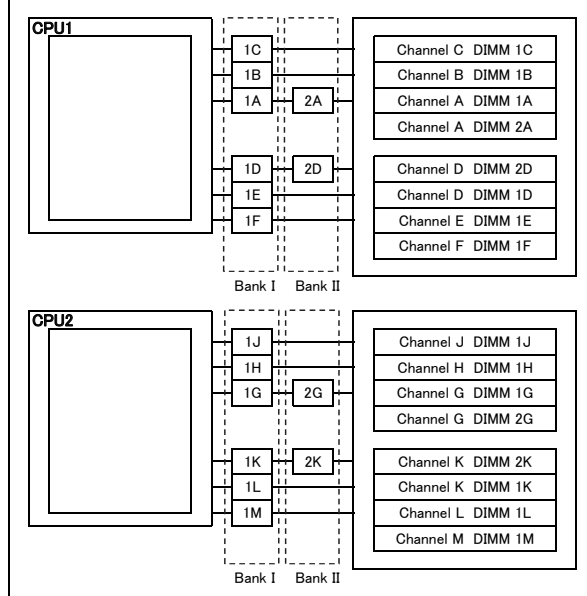 CPU1
1C
Channel C DIMM 1C
1B
Channel B DIMM 1B
1A 2A
Channel A DIMM 1A
Channel A DIMM 2A
1D 2D
Channel D DIMM 2D
1E
Channel D DIMM 1D
1F
Channel E DIMM 1E
Channel F DIMM 1F
Bank I Bank II
CPU2
1J
Channel J DIMM 1J
1H
Channel H DIMM 1H
1G 2G
Channel G DIMM 1G
Channel G DIMM 2G
1K 2K
Channel K DIMM 2K
1L
Channel K DIMM 1K
1M
Channel L DIMM 1L
Channel M DIMM 1M
Bank I Bank II